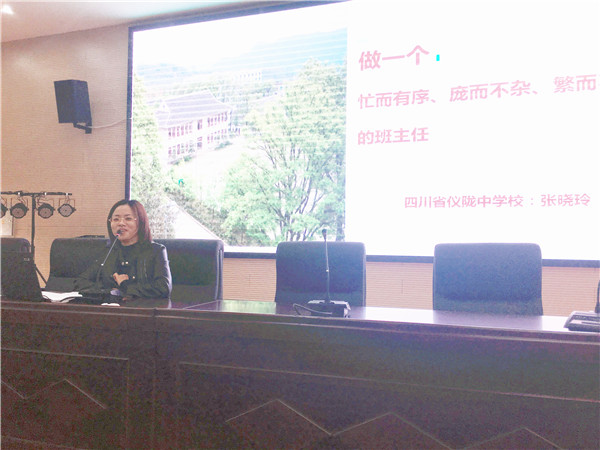 做一个
忙而有序、庞而不杂、繁而
的班主任
四川省仪陇中学校：张晓玲